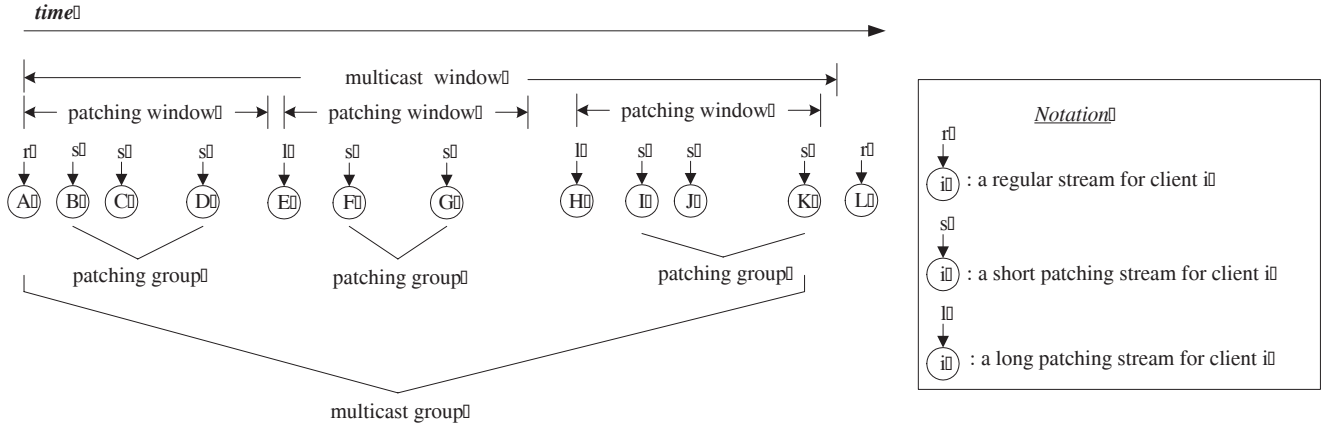 time
multicast window
patching window patching window patching window
r s s s l s s l s s s r
A B C D E F G H I J K L
patching group patching group patching group
multicast group
Notation
r
i : a regular stream for client i
s
i : a short patching stream for client i
l
i : a long patching stream for client i